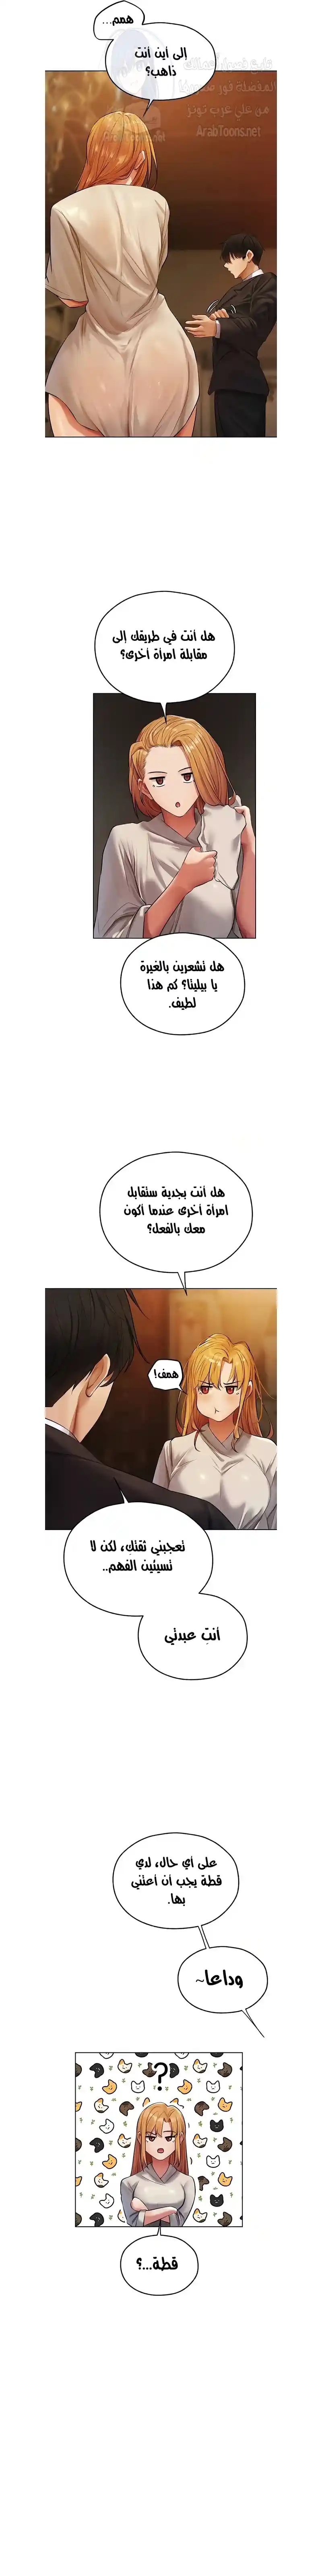 همم...
إلى أين أنت
ذاهب؟
ArabToons.net
هل أنت في طريقك إلى
مقابلة امرأة أخرى؟
هل تشعرين بالغيرة
يا بيليتا؟ كم هذا
لطيف.
هل أنت بجدية ستقابل
امرأة أخرى عندما أكون
معك بالفعل؟
همف!
تعجبني ثقتكِ، لكن لا
تسيئين الفهم..
أنتِ عبدتي
على أي حال، لدي
قطة يجب أن أعتني
بها.
وداعا~
?
قطة...؟